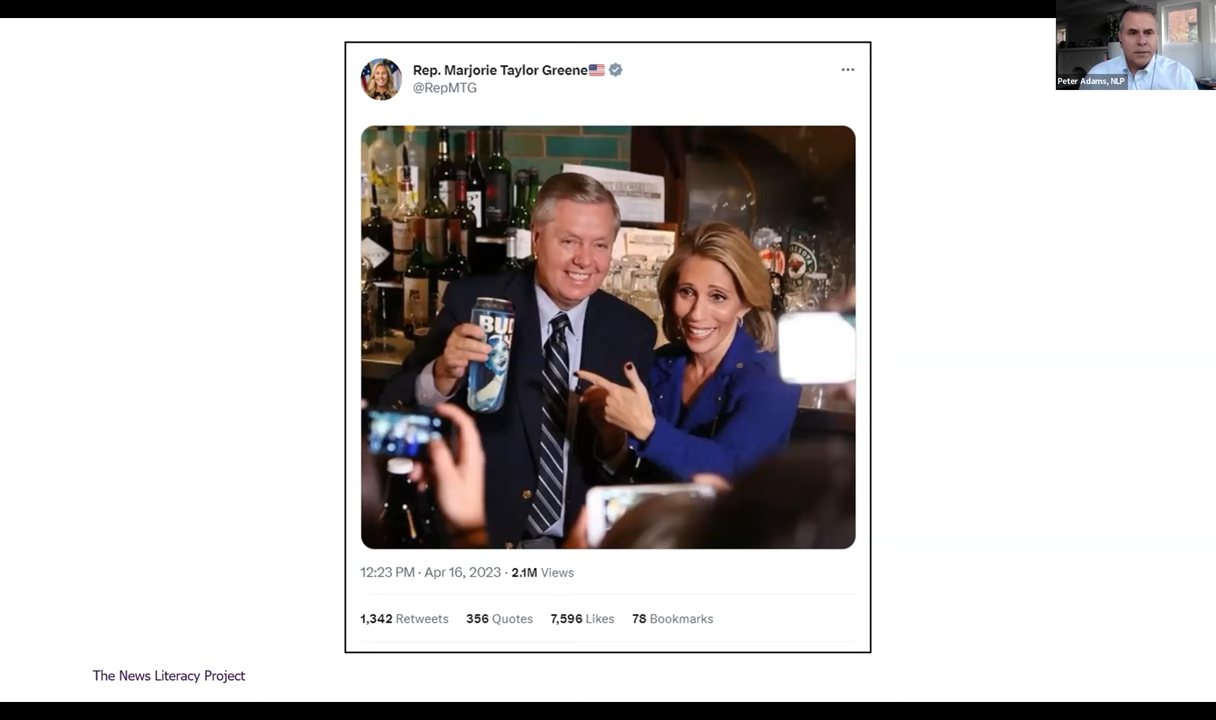 Peter Adams, NLP
Rep. Marjorie Taylor Greene
@RepMTG
BUD
12:23 PM · Apr 16, 2023 · 2.1M Views
1,342 Retweets 356 Quotes 7,596 Likes 78 Bookmarks
The News Literacy Project